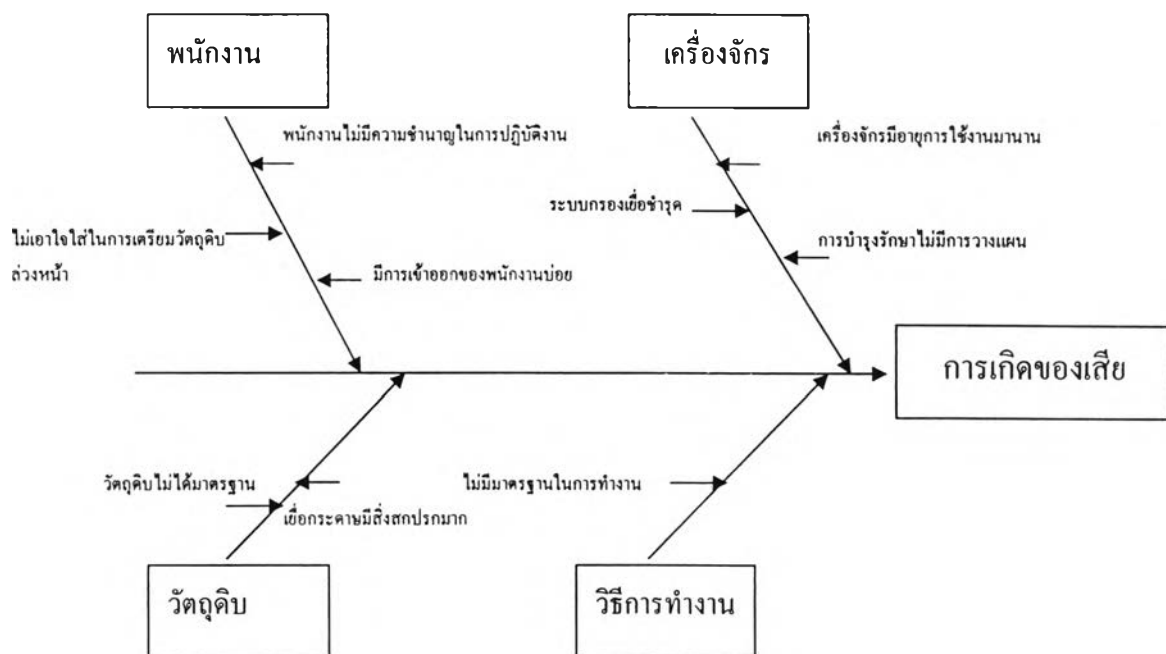 พนักงาน
เครื่องจักร
พนักงานไม่มีความชำนาญในการปฏิบัติงาน
เครื่องจักรมีอายุการใช้งานมานาน
ระบบกรองเยื่อชำรุด
ไม่เอาใจใส่ในการเตรียมวัตถุดิบ
ล่วงหน้า
การบำรุงรักษาไม่มีการวางแผน
มีการเข้าออกของพนักงานบ่อย
การเกิดของเสีย
วัตถุดิบไม่ได้มาตรฐาน
ไม่มีมาตรฐานในการทำงาน
เยื่อกระดาษมีสิ่งสกปรกมาก
วัตถุดิบ
วิธีการทำงาน